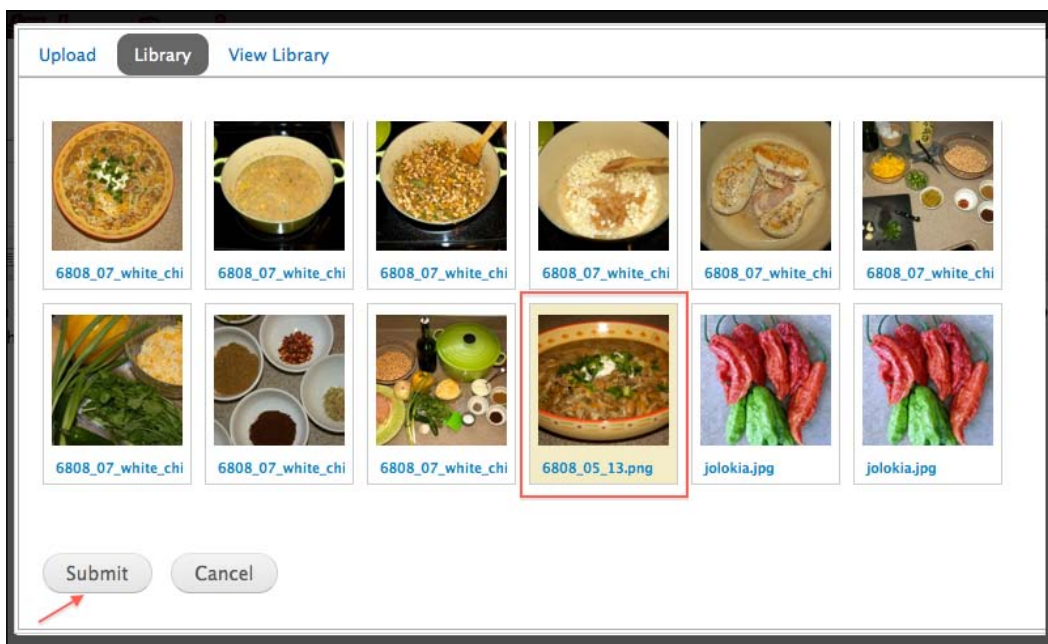 Upload Library View Library
6808_07_white_chi 6808_07_white_chi 6808_07_white_chi 6808_07_white_chi 6808_07_white_chi 6808_07_white_chi
6808_07_white_chi 6808_07_white_chi 6808_07_white_chi 6808_05_13.png jolokia.jpg jolokia.jpg
Submit Cancel